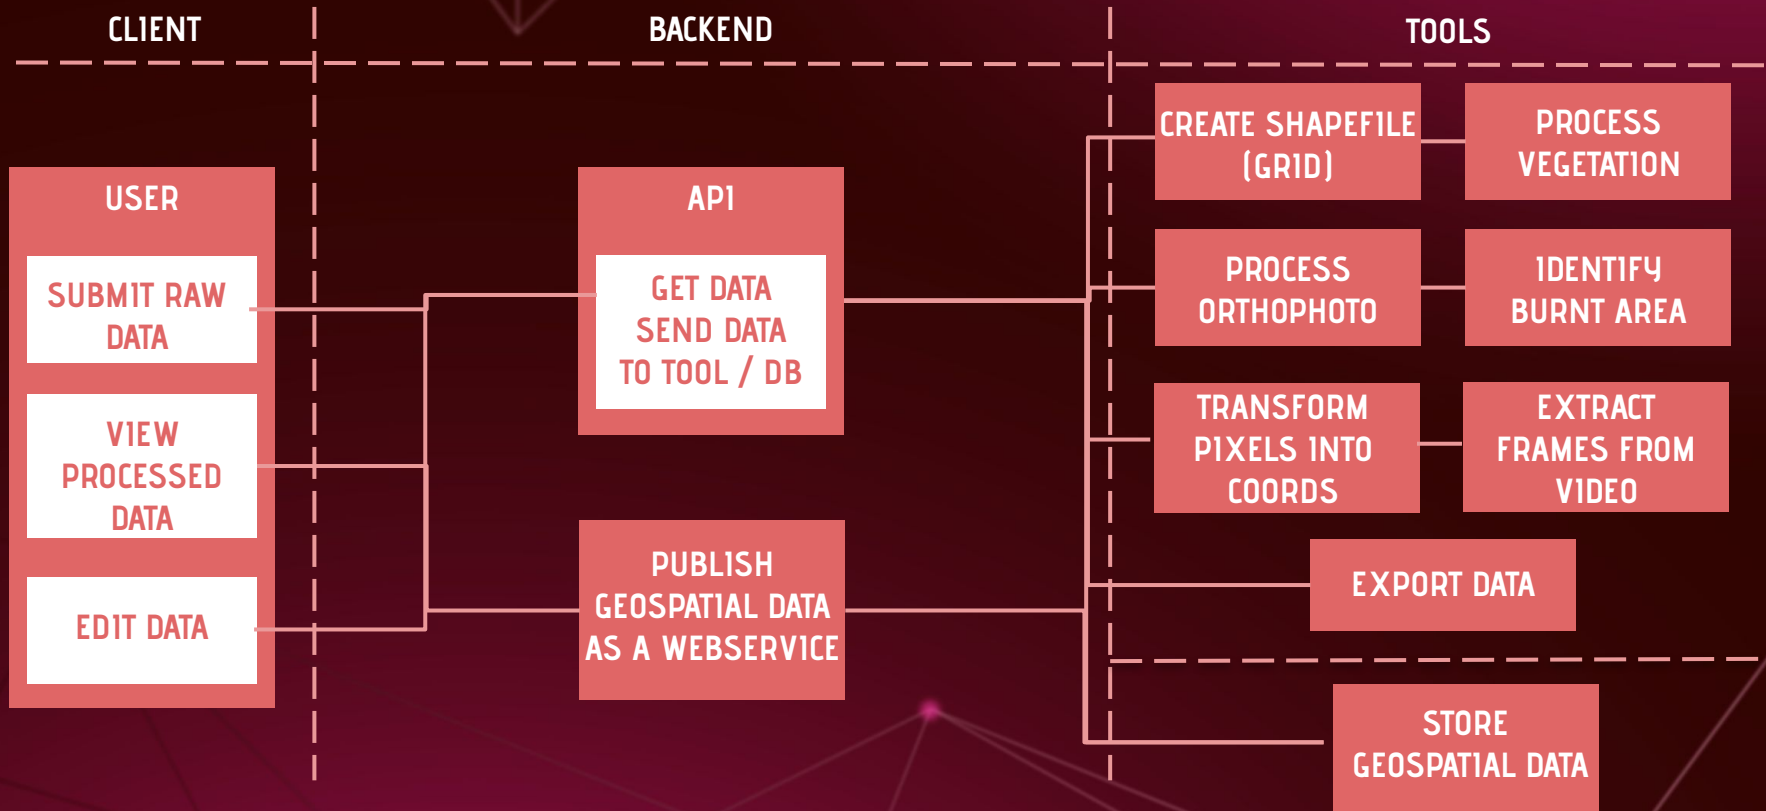 CLIENT
BACKEND
TOOLS
USER
SUBMIT RAW
DATA
VIEW
PROCESSED
DATA
EDIT DATA
API
GET DATA
SEND DATA
TO TOOL / DB
PUBLISH
GEOSPATIAL DATA
AS A WEBSERVICE
CREATE SHAPEFILE
(GRID)
PROCESS
VEGETATION
PROCESS
ORTHOPHOTO
IDENTIFY
BURNT AREA
TRANSFORM
PIXELS INTO
COORDS
EXTRACT
FRAMES FROM
VIDEO
EXPORT DATA
STORE
GEOSPATIAL DATA